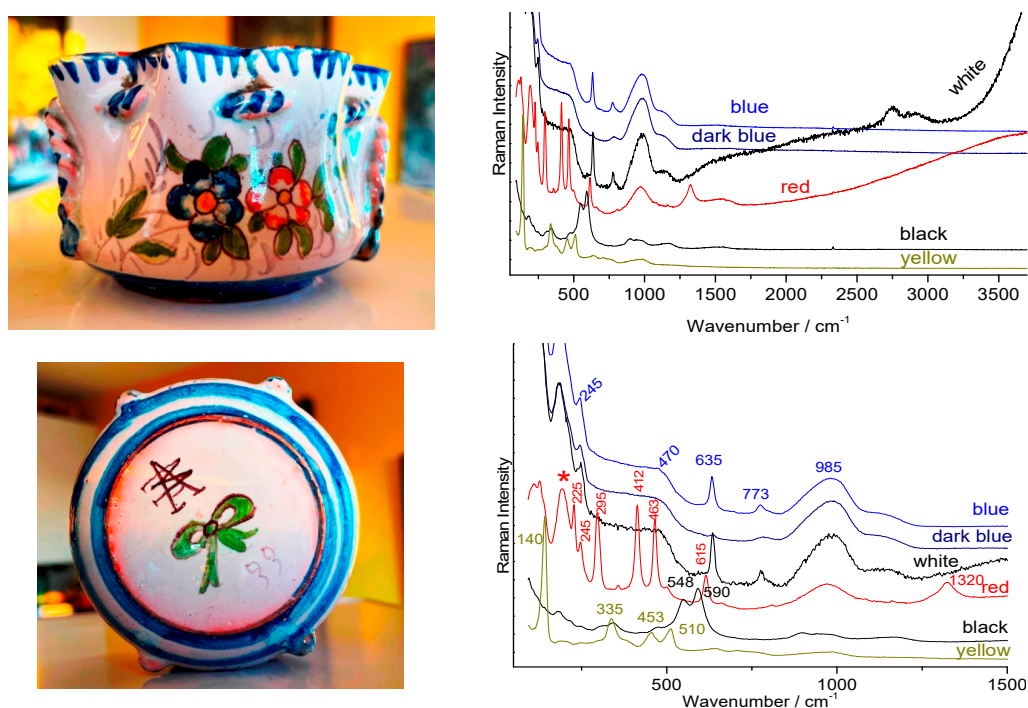 Raman Intensity
white
blue
dark blue
red
black
yellow
500 1000 1500 2000 2500 3000 3500
Wavenumber / cm-1
Raman Intensity
245
470
635
773
985
blue
*
225
245
295
412
463
dark blue
white
140
548
590
615
1320
red
335
453
510
black
yellow
500 1000 1500
Wavenumber / cm-1